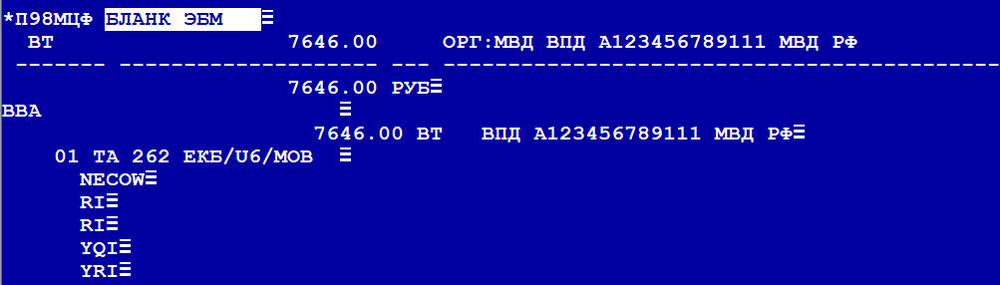 *П98МЦФ БЛАНК ЭБМ
ВТ 7646.00 ОРГ:МВД ВПД А123456789111 МВД РФ
------- -------------------- --- -------------------------------------------
7646.00 РУБ
ВВА
7646.00 ВТ ВПД А123456789111 МВД РФ
01 ТА 262 ЕКБ/U6/МОВ
NECOW
RI
RI
YQI
YRI